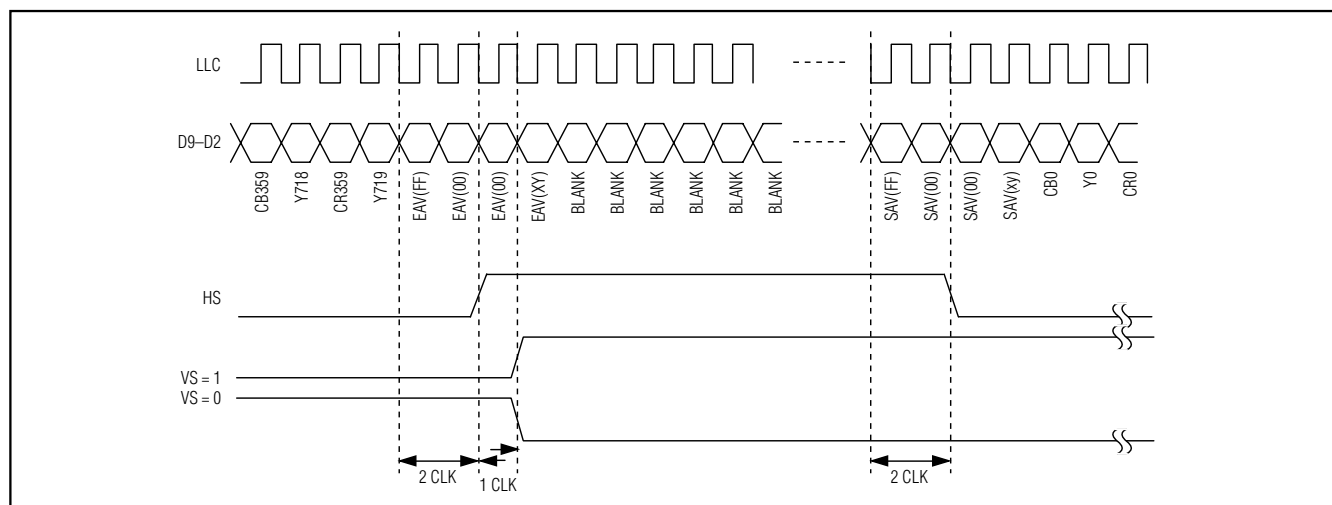 LLC
D9–D2
CB359
Y718
CR359
Y719
EAV(FF)
EAV(00)
EAV(00)
EAV(XY)
BLANK
BLANK
BLANK
BLANK
BLANK
BLANK
SAV(FF)
SAV(00)
SAV(00)
SAV(xy)
CB0
Y0
CR0
HS
VS = 1
VS = 0
2 CLK
1 CLK
2 CLK